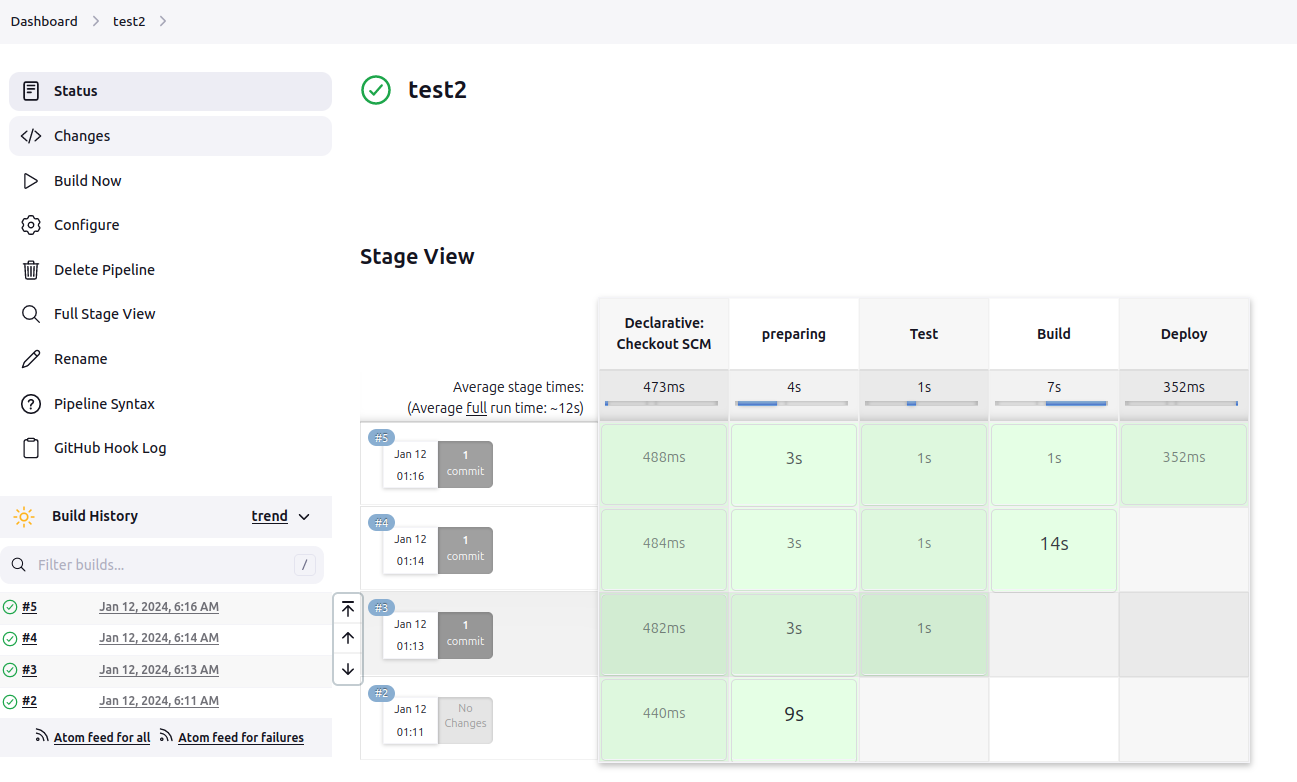 Dashboard
test2
Status
Changes
Build Now
Configure
Delete Pipeline
Full Stage View
Rename
Pipeline Syntax
GitHub Hook Log
Build History
trend
Filter builds...
/
#5 Jan 12, 2024, 6:16 AM
#4 Jan 12, 2024, 6:14 AM
#3 Jan 12, 2024, 6:13 AM
#2 Jan 12, 2024, 6:11 AM
Atom feed for all
Atom feed for failures
test2
Stage View
Declarative:
Checkout SCM
preparing
Test
Build
Deploy
Average stage times:
(Average full run time: ~12s)
473ms
4s
1s
7s
352ms
#5
Jan 12
01:16
1
commit
488ms
3s
1s
1s
352ms
#4
Jan 12
01:14
1
commit
484ms
3s
1s
14s
#3
Jan 12
01:13
1
commit
482ms
3s
1s
#2
Jan 12
01:11
No
Changes
440ms
9s